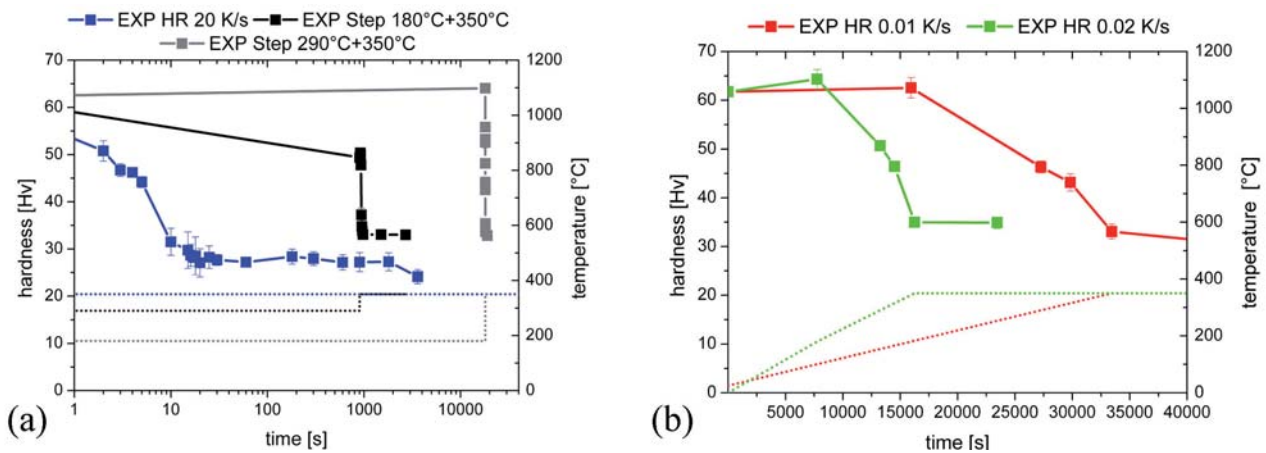 EXP HR 20 K/s EXP Step 180°C+350°C
EXP Step 290°C+350°C
70
60
50
40
30
20
10
0
hardness [Hv]
1200
1000
800
600
400
200
0
temperature [°C]
1 10 100 1000 10000
time [s]
(a)
EXP HR 0.01 K/s EXP HR 0.02 K/s
70
60
50
40
30
20
10
0
hardness [Hv]
1200
1000
800
600
400
200
0
temperature [°C]
5000 10000 15000 20000 25000 30000 35000 40000
time [s]
(b)